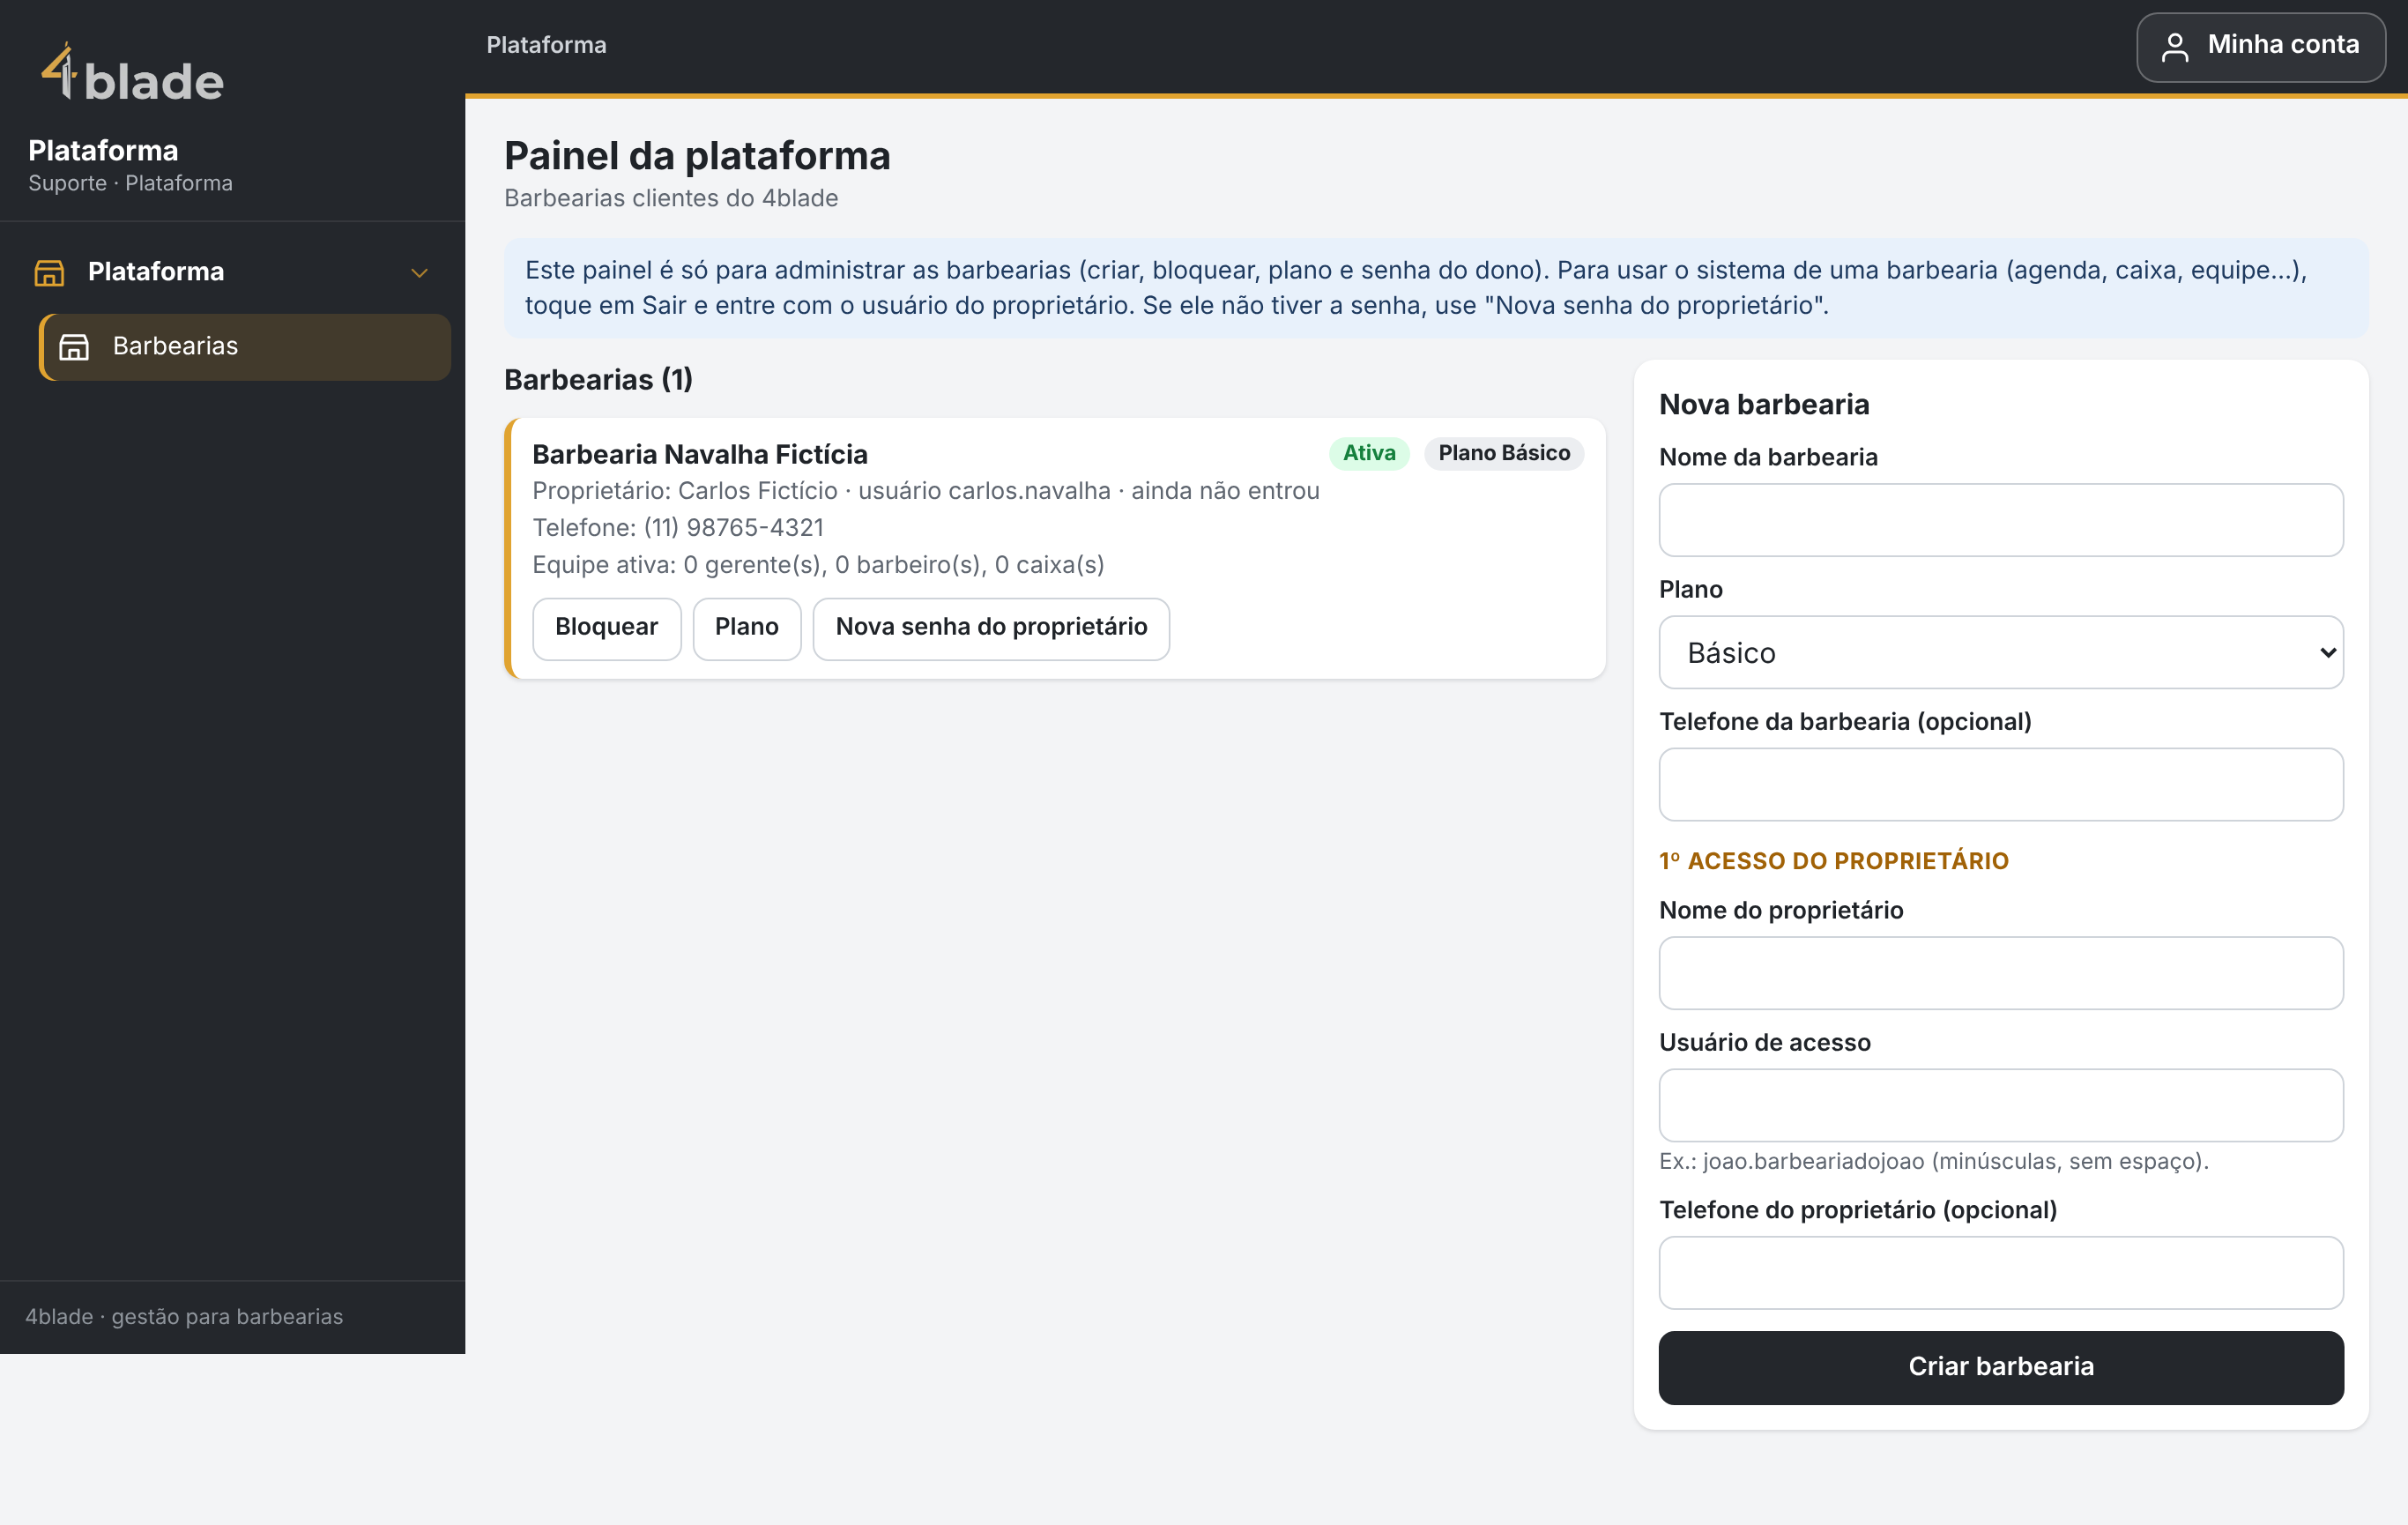 4blade
Plataforma
Suporte · Plataforma
Plataforma
Barbearias
4blade · gestão para barbearias
Plataforma
Minha conta
Painel da plataforma
Barbearias clientes do 4blade
Este painel é só para administrar as barbearias (criar, bloquear, plano e senha do dono). Para usar o sistema de uma barbearia (agenda, caixa, equipe...),
toque em Sair e entre com o usuário do proprietário. Se ele não tiver a senha, use "Nova senha do proprietário".
Barbearias (1)
Barbearia Navalha Fictícia
Ativa
Plano Básico
Proprietário: Carlos Fictício · usuário carlos.navalha · ainda não entrou
Telefone: (11) 98765-4321
Equipe ativa: 0 gerente(s), 0 barbeiro(s), 0 caixa(s)
Bloquear
Plano
Nova senha do proprietário
Nova barbearia
Nome da barbearia
Plano
Básico
Telefone da barbearia (opcional)
1º ACESSO DO PROPRIETÁRIO
Nome do proprietário
Usuário de acesso
Ex.: joao.barbeariadojoao (minúsculas, sem espaço).
Telefone do proprietário (opcional)
Criar barbearia